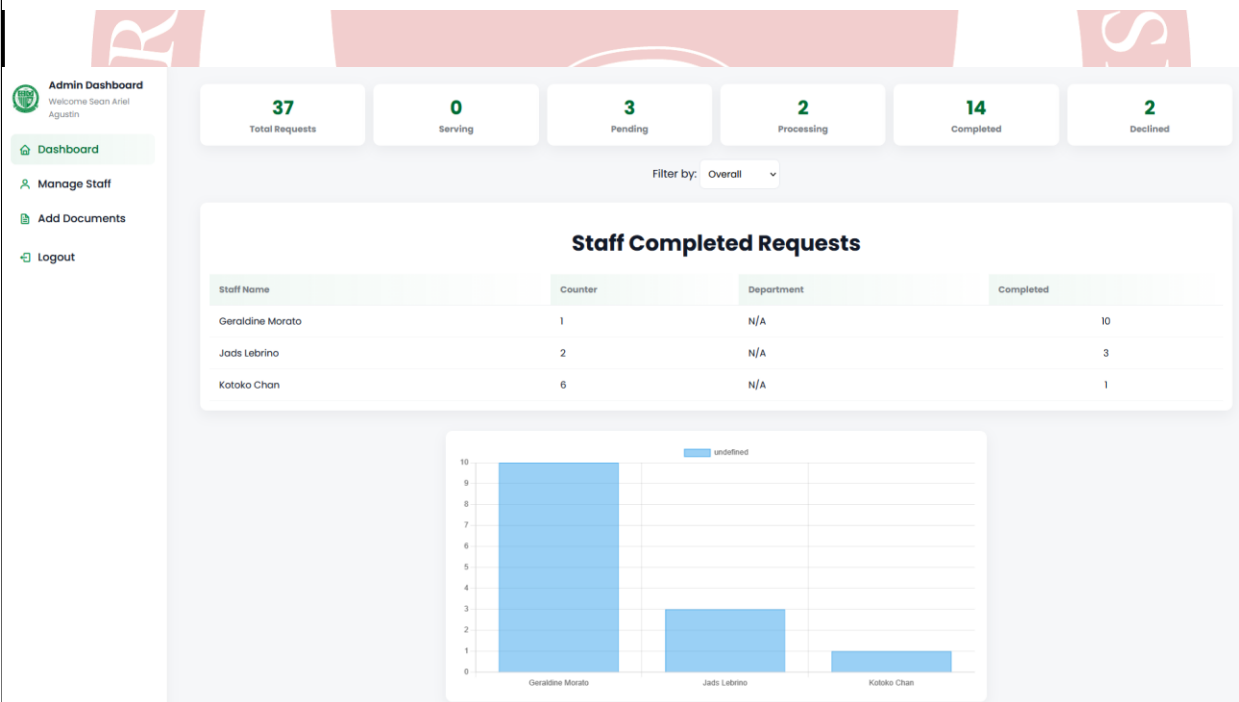 R
S
Admin Dashboard
Welcome Sean Ariel
Agustin
Dashboard
Manage Staff
Add Documents
Logout
37
Total Requests
0
Serving
3
Pending
2
Processing
14
Completed
2
Declined
Filter by: Overall
Staff Completed Requests
Staff Name Counter Department Completed
Geraldine Morato 1 N/A 10
Jads Lebrino 2 N/A 3
Kotoko Chan 6 N/A 1
undefined
10
9
8
7
6
5
4
3
2
1
0
Geraldine Morato Jads Lebrino Kotoko Chan